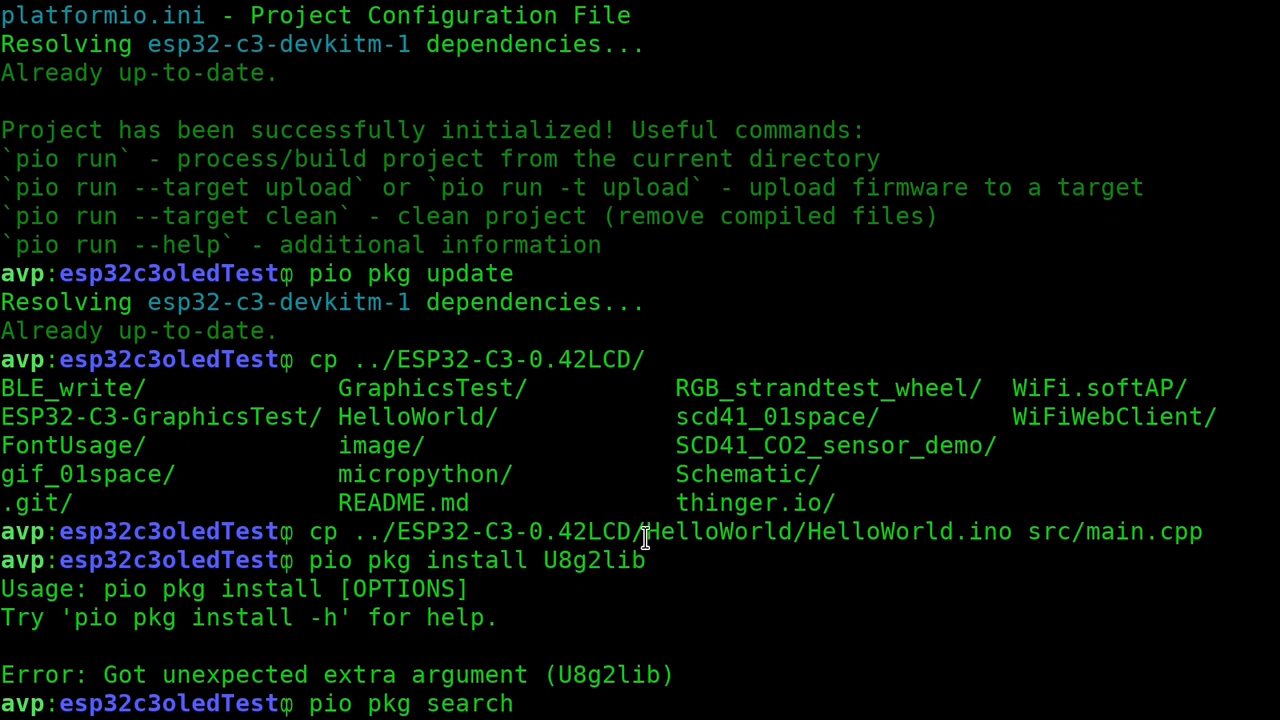 platformio.ini - Project Configuration File
Resolving esp32-c3-devkitm-1 dependencies...
Already up-to-date.
Project has been successfully initialized! Useful commands:
`pio run` - process/build project from the current directory
`pio run --target upload` or `pio run -t upload` - upload firmware to a target
`pio run --target clean` - clean project (remove compiled files)
`pio run --help` - additional information
avp:esp32c3oledTest₪ pio pkg update
Resolving esp32-c3-devkitm-1 dependencies...
Already up-to-date.
avp:esp32c3oledTest₪ cp ../ESP32-C3-0.42LCD/
BLE_write/ GraphicsTest/ RGB_strandtest_wheel/ WiFi.softAP/
ESP32-C3-GraphicsTest/ HelloWorld/ scd41_01space/ WiFiWebClient/
FontUsage/ image/ SCD41_CO2_sensor_demo/
gif_01space/ micropython/ Schematic/
.git/ README.md thinger.io/
avp:esp32c3oledTest₪ cp ../ESP32-C3-0.42LCD/HelloWorld/HelloWorld.ino src/main.cpp
avp:esp32c3oledTest₪ pio pkg install U8g2lib
Usage: pio pkg install [OPTIONS]
Try 'pio pkg install -h' for help.
Error: Got unexpected extra argument (U8g2lib)
avp:esp32c3oledTest₪ pio pkg search